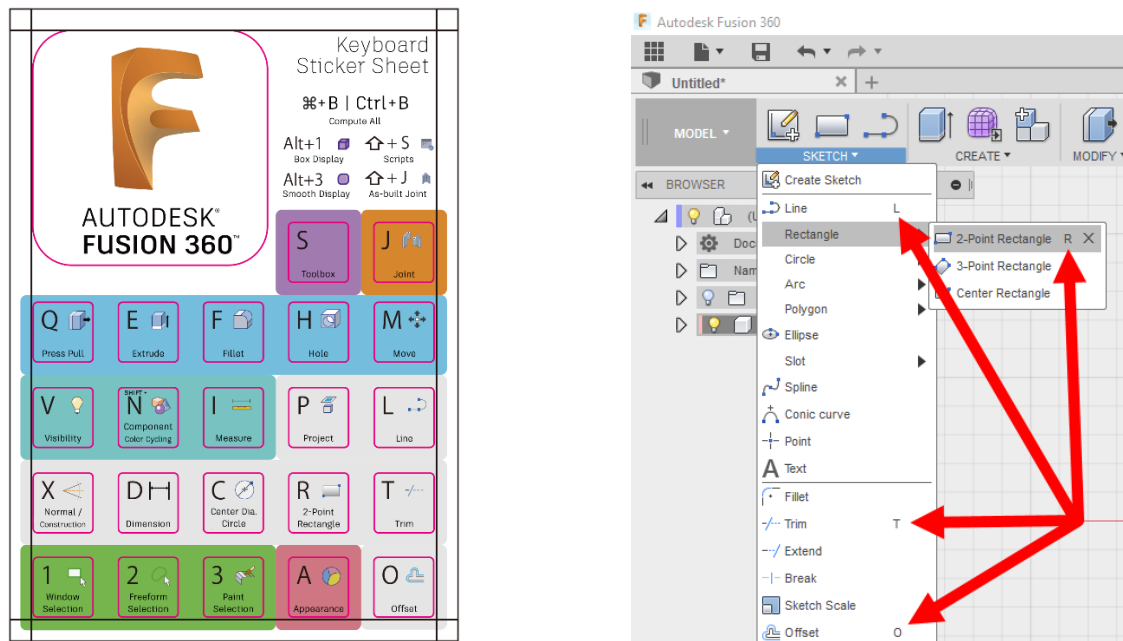 Keyboard
Sticker Sheet
⌘+B | Ctrl+B
Compute All
Alt+1
Box Display
⇧+S
Scripts
Alt+3
Smooth Display
⇧+J
As-built Joint
AUTODESK®
FUSION 360™
S
Toolbox
J
Joint
Q
Press Pull
E
Extrude
F
Fillet
H
Hole
M
Move
V
Visibility
SHIFT +
N
Component
Color Cycling
I
Measure
P
Project
L
Line
X
Normal /
Construction
D
Dimension
C
Center Dia.
Circle
R
2-Point
Rectangle
T
Trim
1
Window
Selection
2
Freeform
Selection
3
Paint
Selection
A
Appearance
O
Offset
Autodesk Fusion 360
Untitled*
MODEL
SKETCH
CREATE
MODIFY
BROWSER
Create Sketch
Line L
Rectangle
2-Point Rectangle R
Circle
3-Point Rectangle
Arc
Center Rectangle
Polygon
Ellipse
Slot
Spline
Conic curve
Point
Text
Fillet
Trim T
Extend
Break
Sketch Scale
Offset O